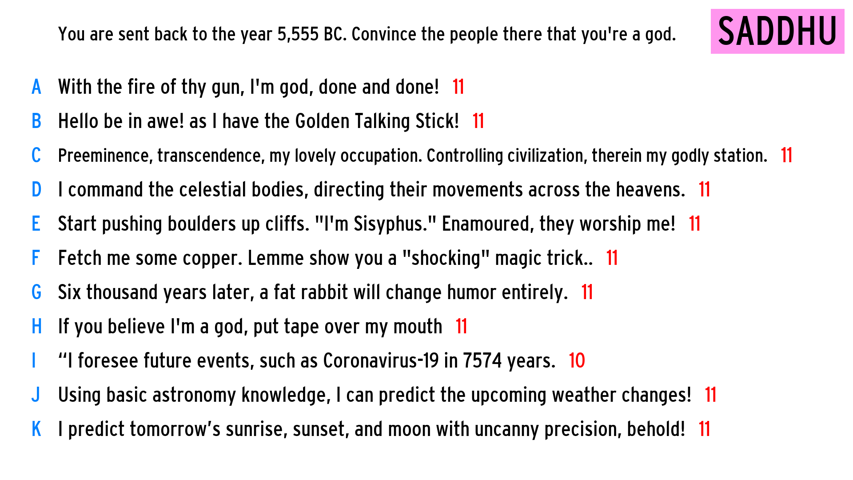 You are sent back to the year 5,555 BC. Convince the people there that you're a god. SADDHU
A With the fire of thy gun, I'm god, done and done! 11
B Hello be in awe! as I have the Golden Talking Stick! 11
C Preeminence, transcendence, my lovely occupation. Controlling civilization, therein my godly station. 11
D I command the celestial bodies, directing their movements across the heavens. 11
E Start pushing boulders up cliffs. "I'm Sisyphus." Enamoured, they worship me! 11
F Fetch me some copper. Lemme show you a "shocking" magic trick.. 11
G Six thousand years later, a fat rabbit will change humor entirely. 11
H If you believe I'm a god, put tape over my mouth 11
I “I foresee future events, such as Coronavirus-19 in 7574 years. 10
J Using basic astronomy knowledge, I can predict the upcoming weather changes! 11
K I predict tomorrow’s sunrise, sunset, and moon with uncanny precision, behold! 11